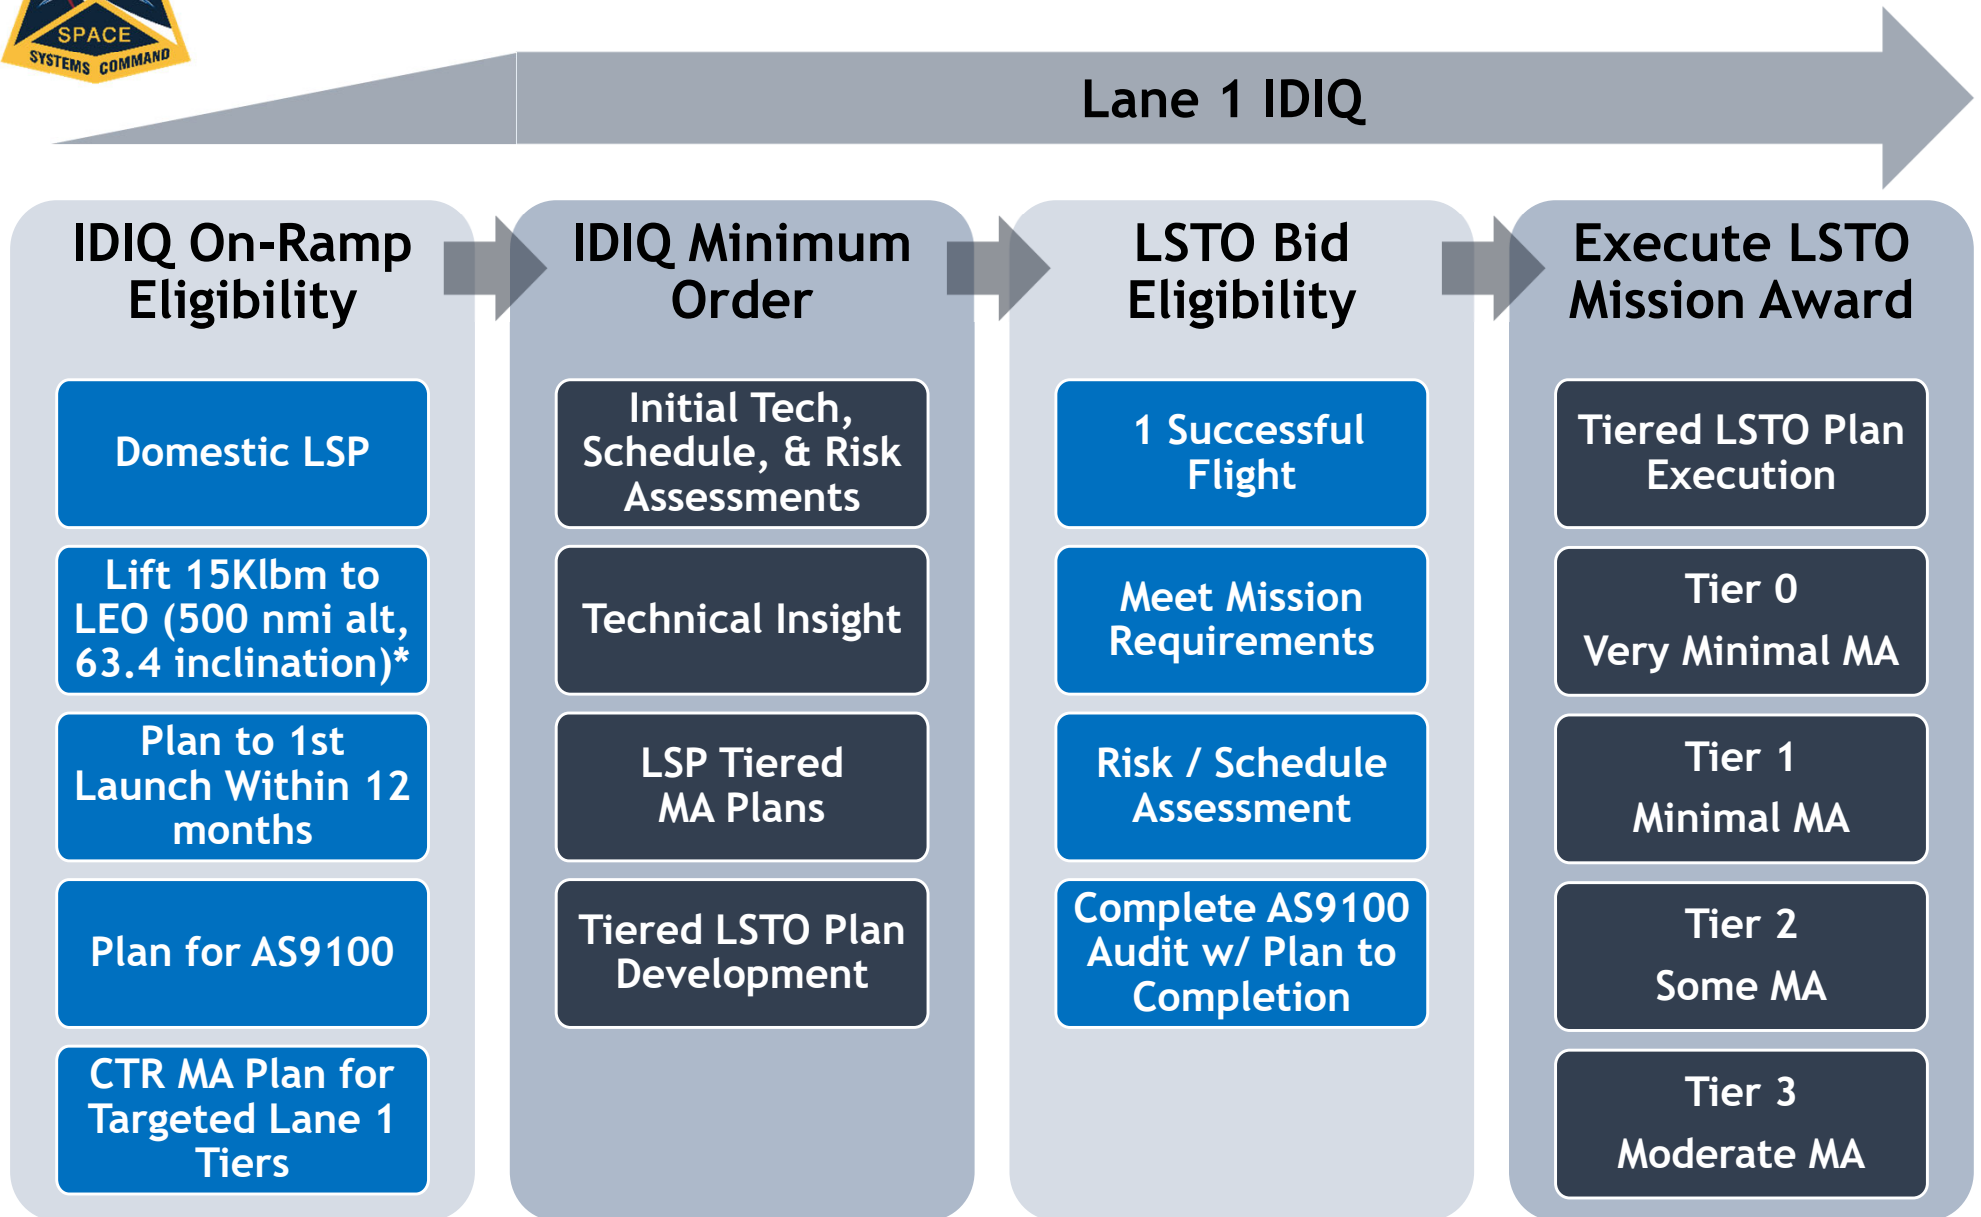 SPACE
SYSTEMS COMMAND
Lane 1 IDIQ
IDIQ On-Ramp
Eligibility
Domestic LSP
Lift 15Klbm to
LEO (500 nmi alt,
63.4 inclination)*
Plan to 1st
Launch Within 12
months
Plan for AS9100
CTR MA Plan for
Targeted Lane 1
Tiers
IDIQ Minimum
Order
Initial Tech,
Schedule, & Risk
Assessments
Technical Insight
LSP Tiered
MA Plans
Tiered LSTO Plan
Development
LSTO Bid
Eligibility
1 Successful
Flight
Meet Mission
Requirements
Risk / Schedule
Assessment
Complete AS9100
Audit w/ Plan to
Completion
Execute LSTO
Mission Award
Tiered LSTO Plan
Execution
Tier 0
Very Minimal MA
Tier 1
Minimal MA
Tier 2
Some MA
Tier 3
Moderate MA